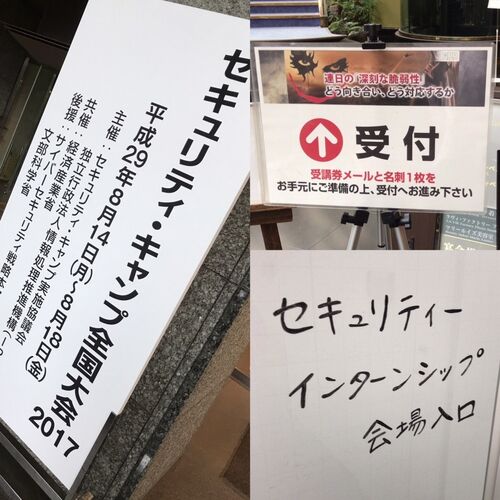 セキュリティ・キャンプ全国大会2017
平成29年8月14日(月)～8月18日(金)
主催：セキュリティ・キャンプ実施協議会
共催：独立行政法人 情報処理推進機構(IP
後援：経済産業省
サイバーセキュリティ戦略本
文部科学省
連日の「深刻な脆弱性」
どう向き合い、どう対応するか
受付
受講券メールと名刺1枚を
お手元にご準備の上、受付へお進み下さい
セキュリティー
インターンシップ
会場入口